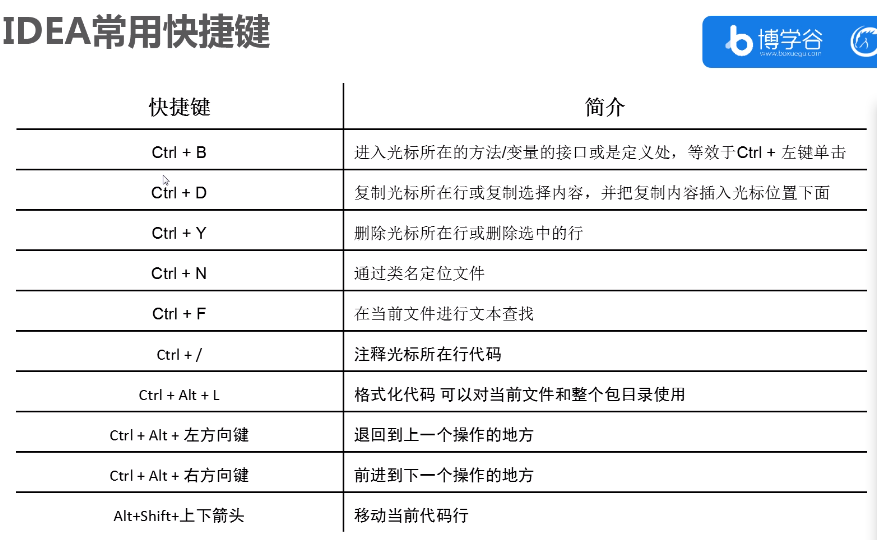 IDEA常用快捷键
博学谷
www.boxuegu.com
快捷键 简介
Ctrl + B 进入光标所在的方法/变量的接口或是定义处，等效于Ctrl + 左键单击
Ctrl + D 复制光标所在行或复制选择内容，并把复制内容插入光标位置下面
Ctrl + Y 删除光标所在行或删除选中的行
Ctrl + N 通过类名定位文件
Ctrl + F 在当前文件进行文本查找
Ctrl + / 注释光标所在行代码
Ctrl + Alt + L 格式化代码 可以对当前文件和整个包目录使用
Ctrl + Alt + 左方向键 退回到上一个操作的地方
Ctrl + Alt + 右方向键 前进到下一个操作的地方
Alt+Shift+上下箭头 移动当前代码行